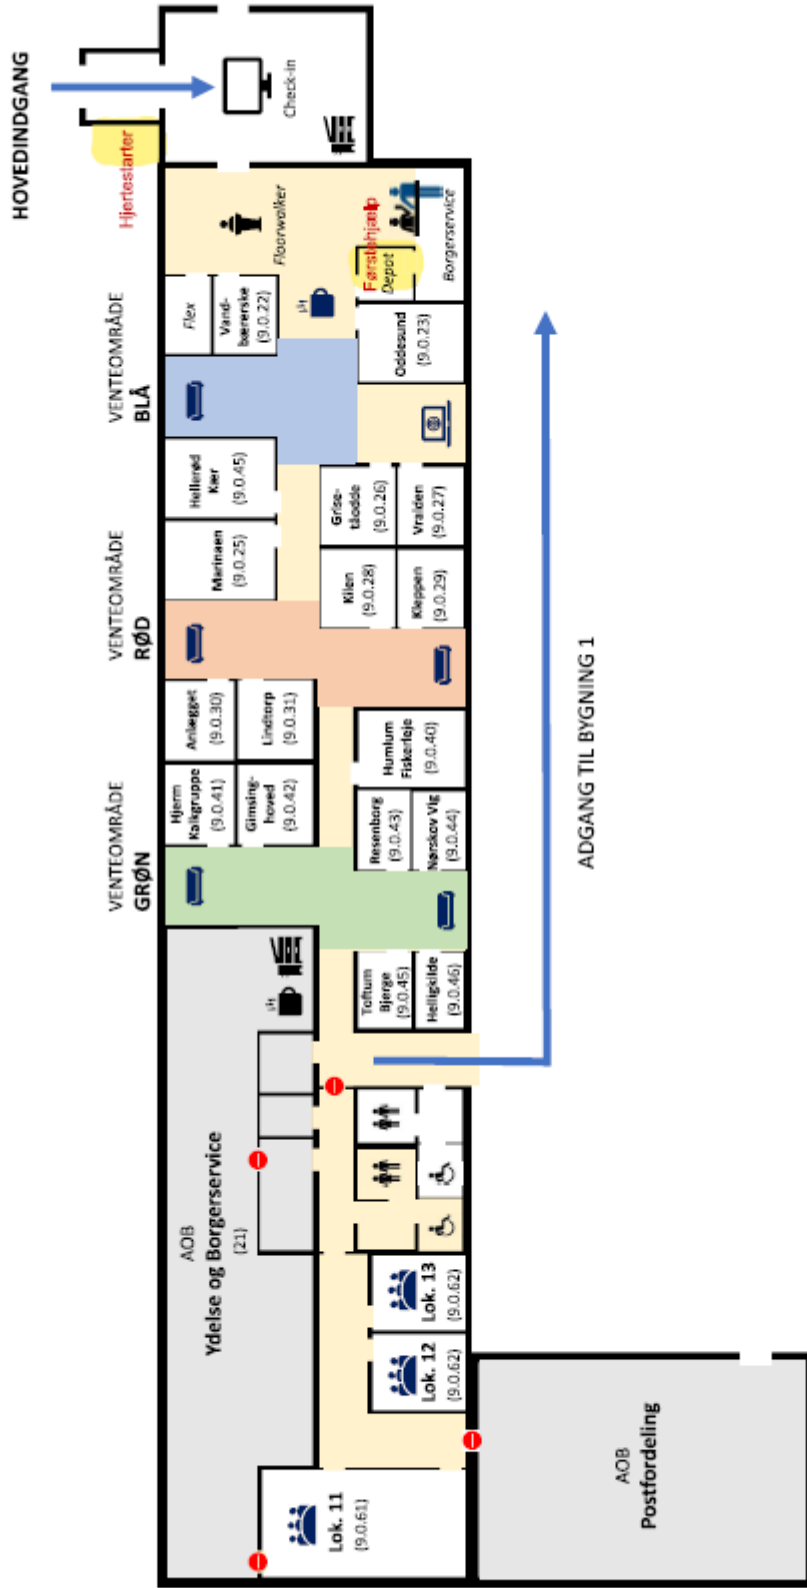 HOVEDINDGANG
Hjertestarter
Check-in
Floorwalker
Førstehjælp
Depot
Borgerservice
VENTEOMRÅDE
BLÅ
Flex
Vand-
bærerske
(9.0.22)
Oddesund
(9.0.23)
Hellerød
Kær
(9.0.45)
Marinaen
(9.0.25)
Grise-
tåodde
(9.0.26)
Vralden
(9.0.27)
Kilen
(9.0.28)
Kleppen
(9.0.29)
VENTEOMRÅDE
RØD
Anlægget
(9.0.30)
Lindtorp
(9.0.31)
Humlum
Fiskerleje
(9.0.40)
Hjerm
Kalkgruppe
(9.0.41)
Gimsing-
hoved
(9.0.42)
Resenborg
(9.0.43)
Nørskov Vig
(9.0.44)
VENTEOMRÅDE
GRØN
Toftum
Bjerge
(9.0.45)
Helligkilde
(9.0.46)
ADGANG TIL BYGNING 1
AOB
Ydelse og Borgerservice
(21)
Lok. 13
(9.0.62)
Lok. 12
(9.0.62)
Lok. 11
(9.0.61)
AOB
Postfordeling